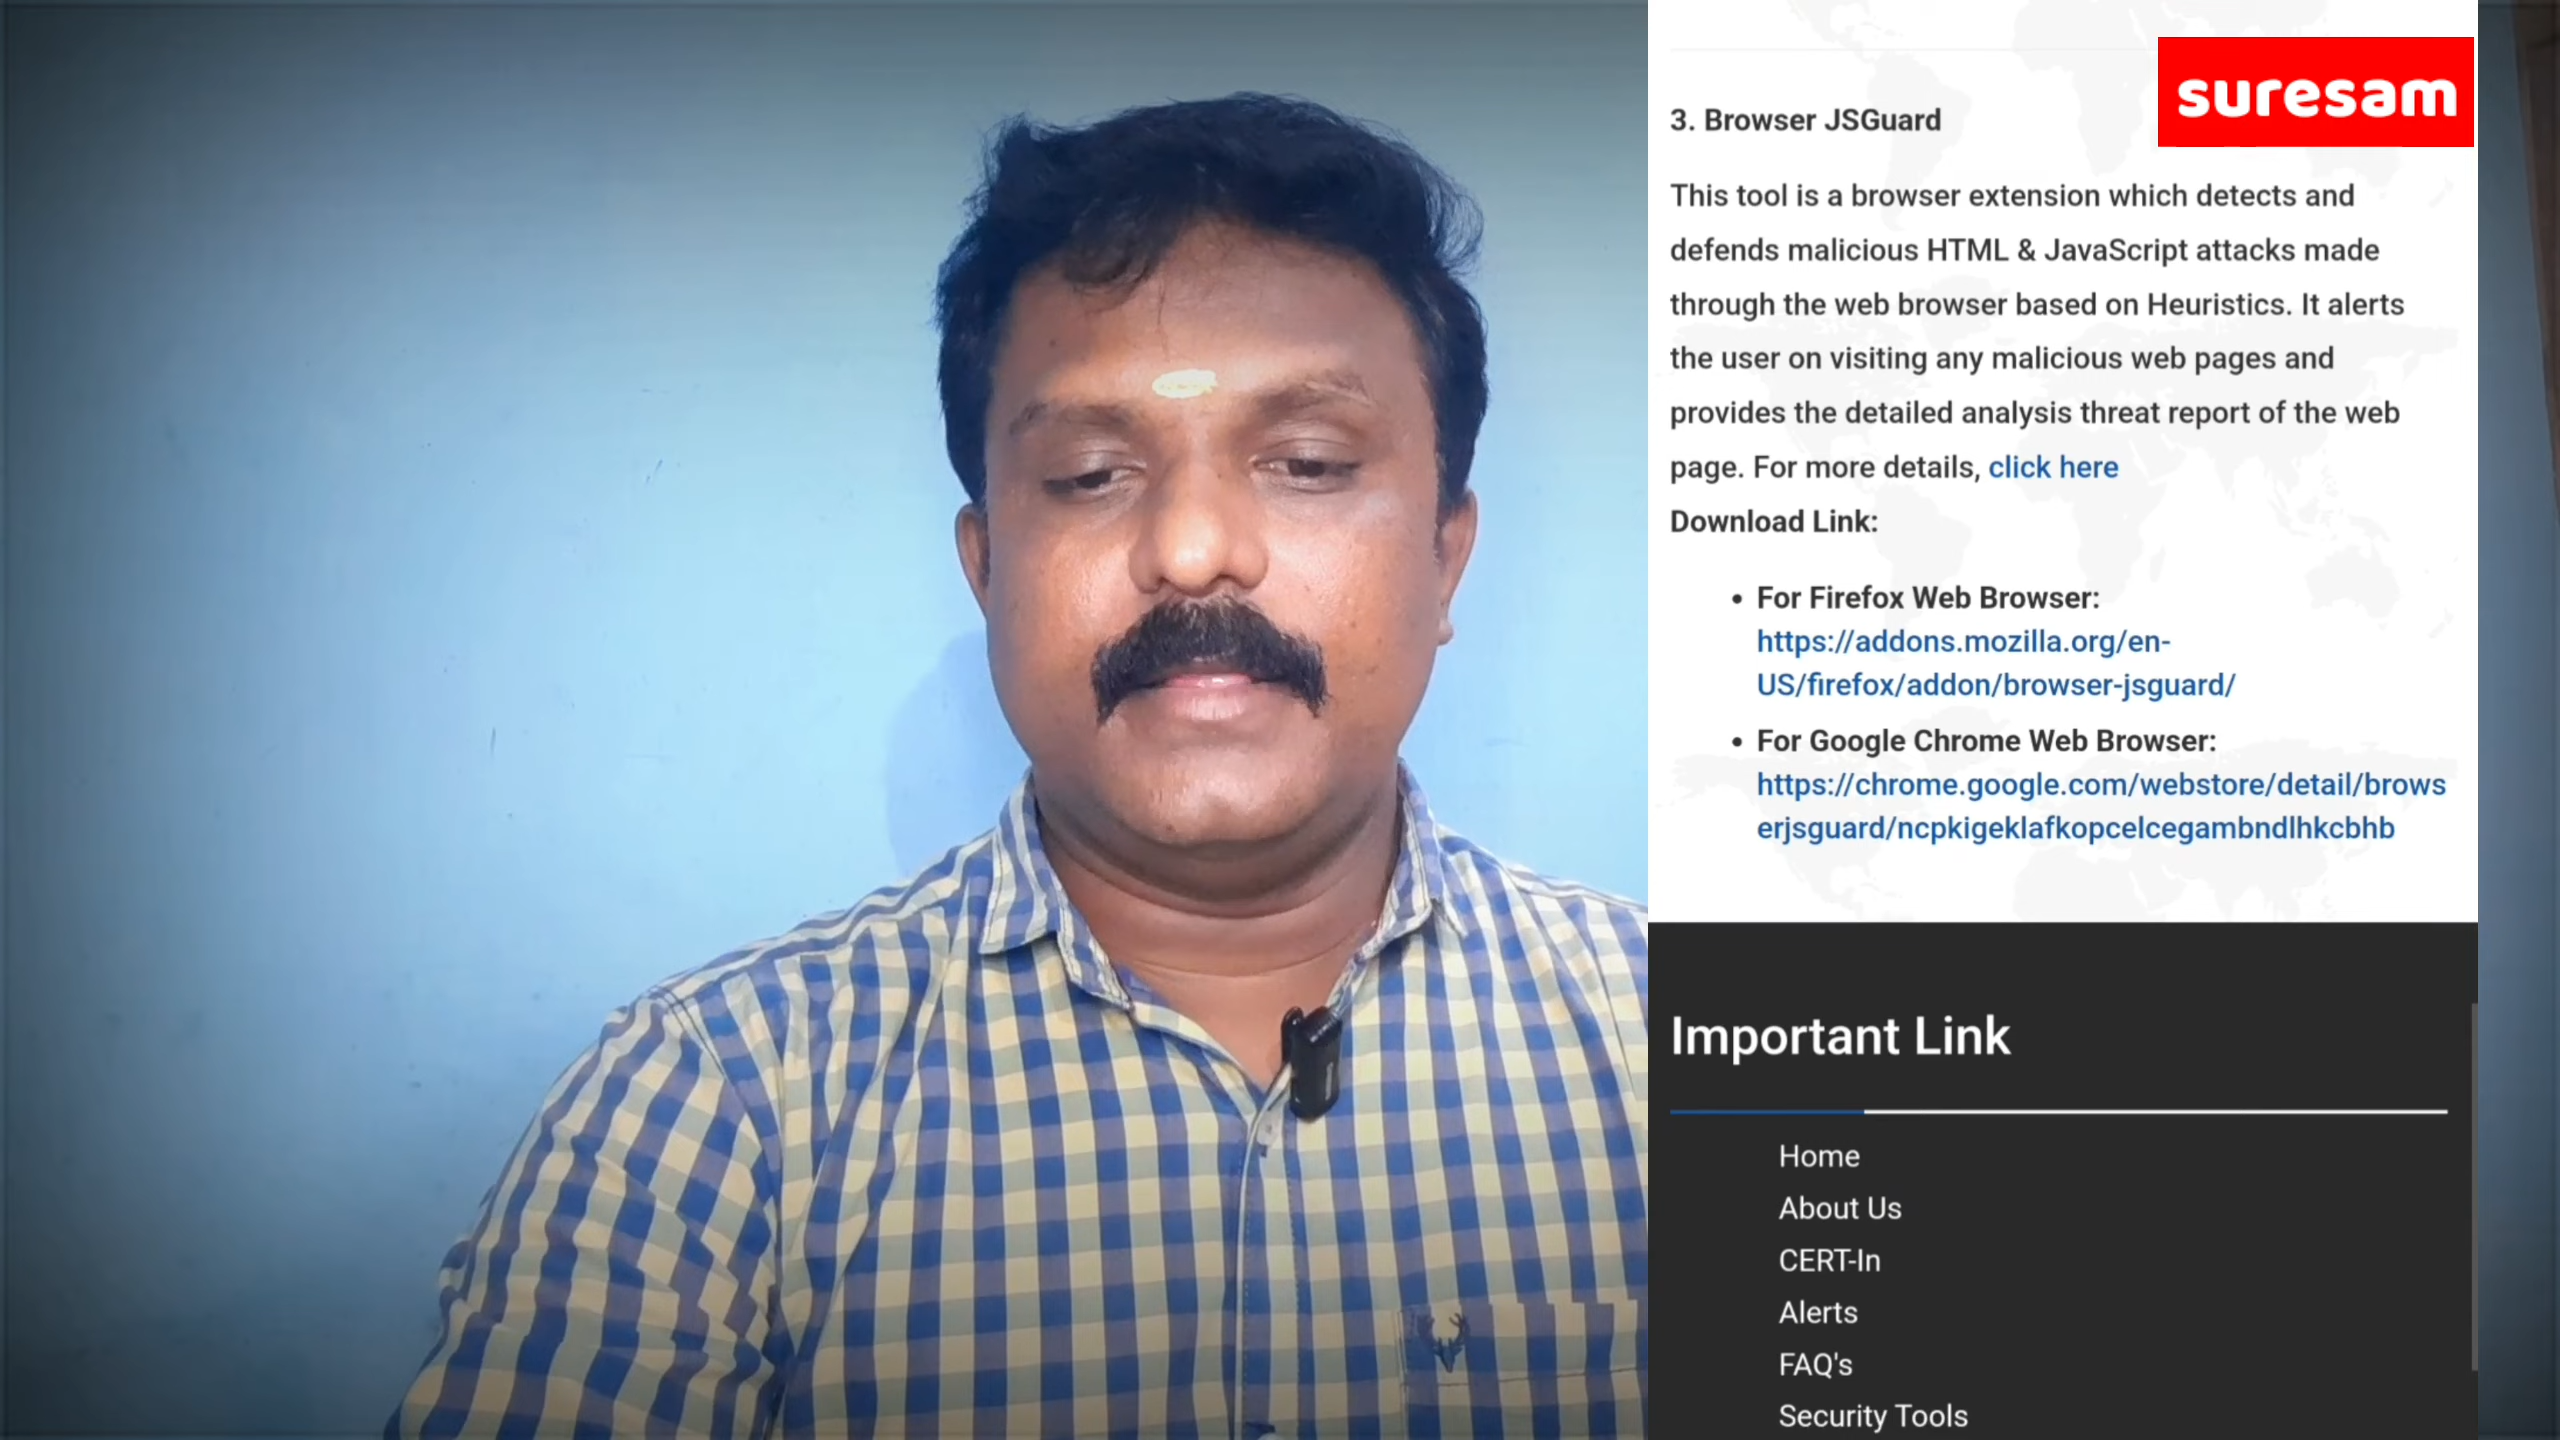 suresam
3. Browser JSGuard
This tool is a browser extension which detects and
defends malicious HTML & JavaScript attacks made
through the web browser based on Heuristics. It alerts
the user on visiting any malicious web pages and
provides the detailed analysis threat report of the web
page. For more details, click here
Download Link:
• For Firefox Web Browser:
https://addons.mozilla.org/en-
US/firefox/addon/browser-jsguard/
• For Google Chrome Web Browser:
https://chrome.google.com/webstore/detail/brows
erjsguard/ncpkigeklafkopcelcegambndlhkcbhb
Important Link
Home
About Us
CERT-In
Alerts
FAQ's
Security Tools